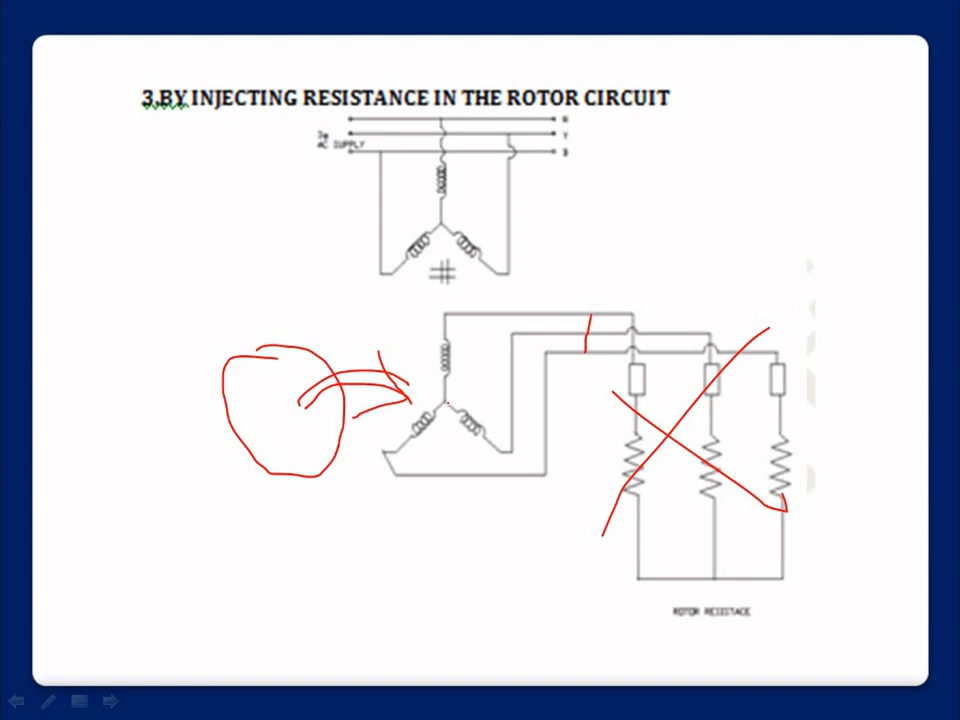 3.BY INJECTING RESISTANCE IN THE ROTOR CIRCUIT
R
3φ
Y
AC SUPPLY
B
ROTOR RESISTACE